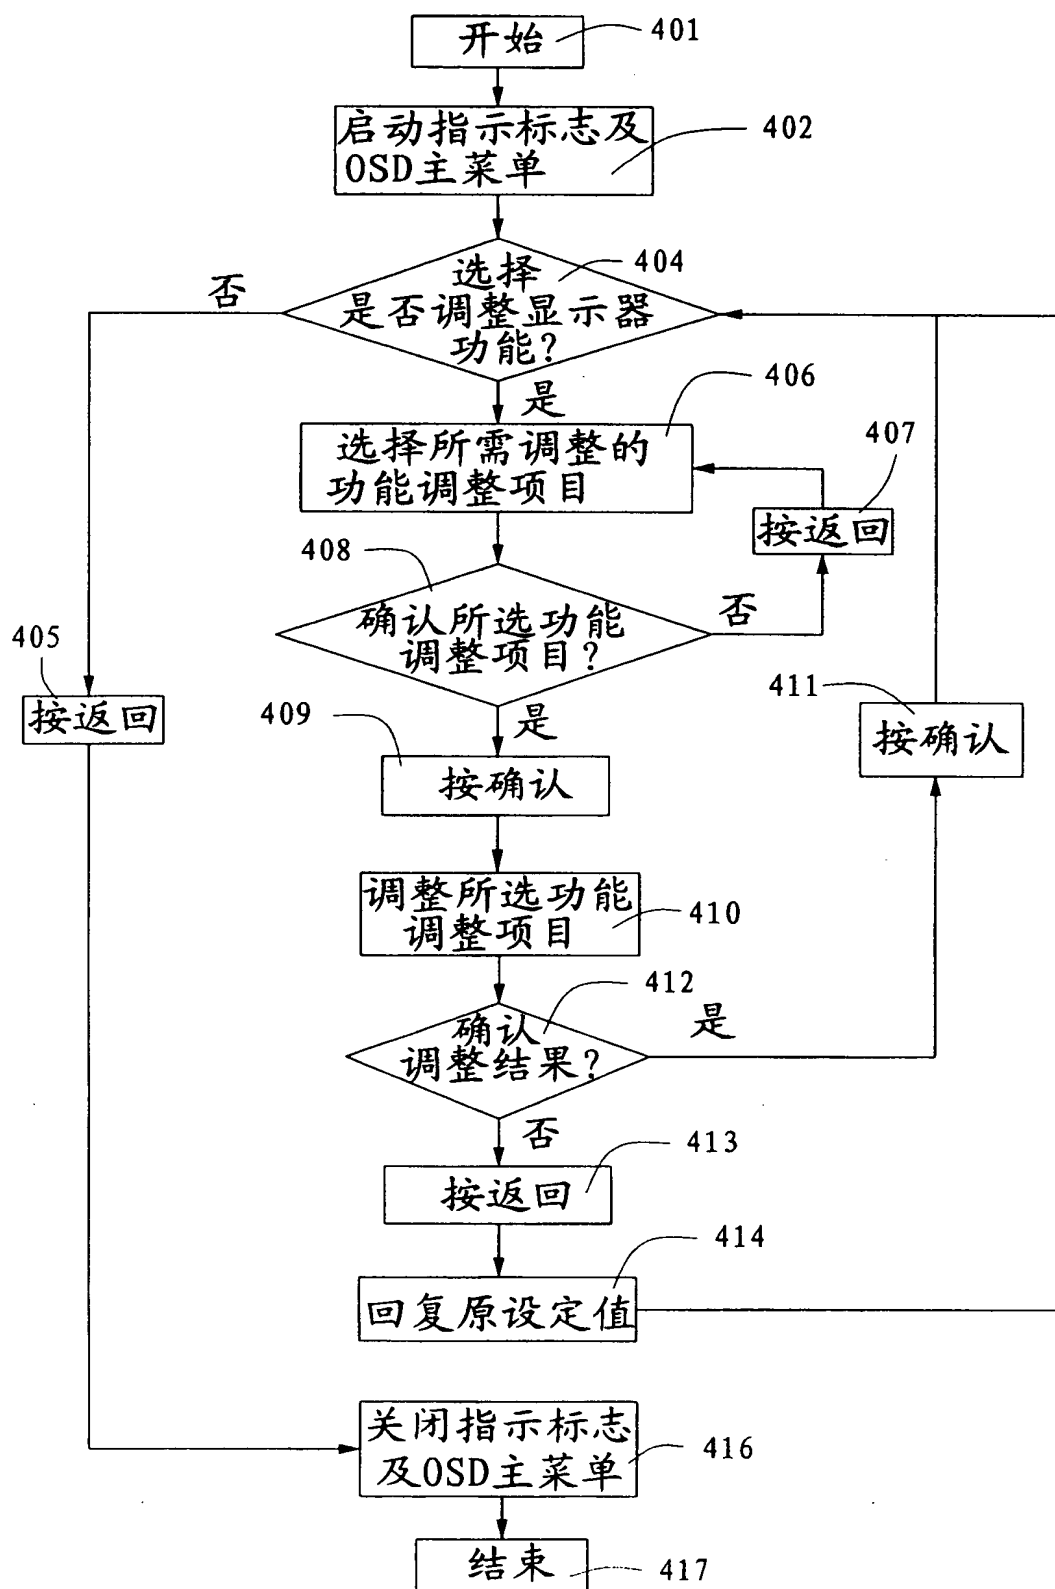 开始
401
启动指示标志及
OSD主菜单
402
选择
是否调整显示器
功能?
404
否
是
406
选择所需调整的
功能调整项目
407
按返回
408
确认所选功能
调整项目?
否
405
按返回
是
409
按确认
411
按确认
调整所选功能
调整项目
410
412
确认
调整结果?
是
否
413
按返回
414
回复原设定值
关闭指示标志
及OSD主菜单
416
结束
417